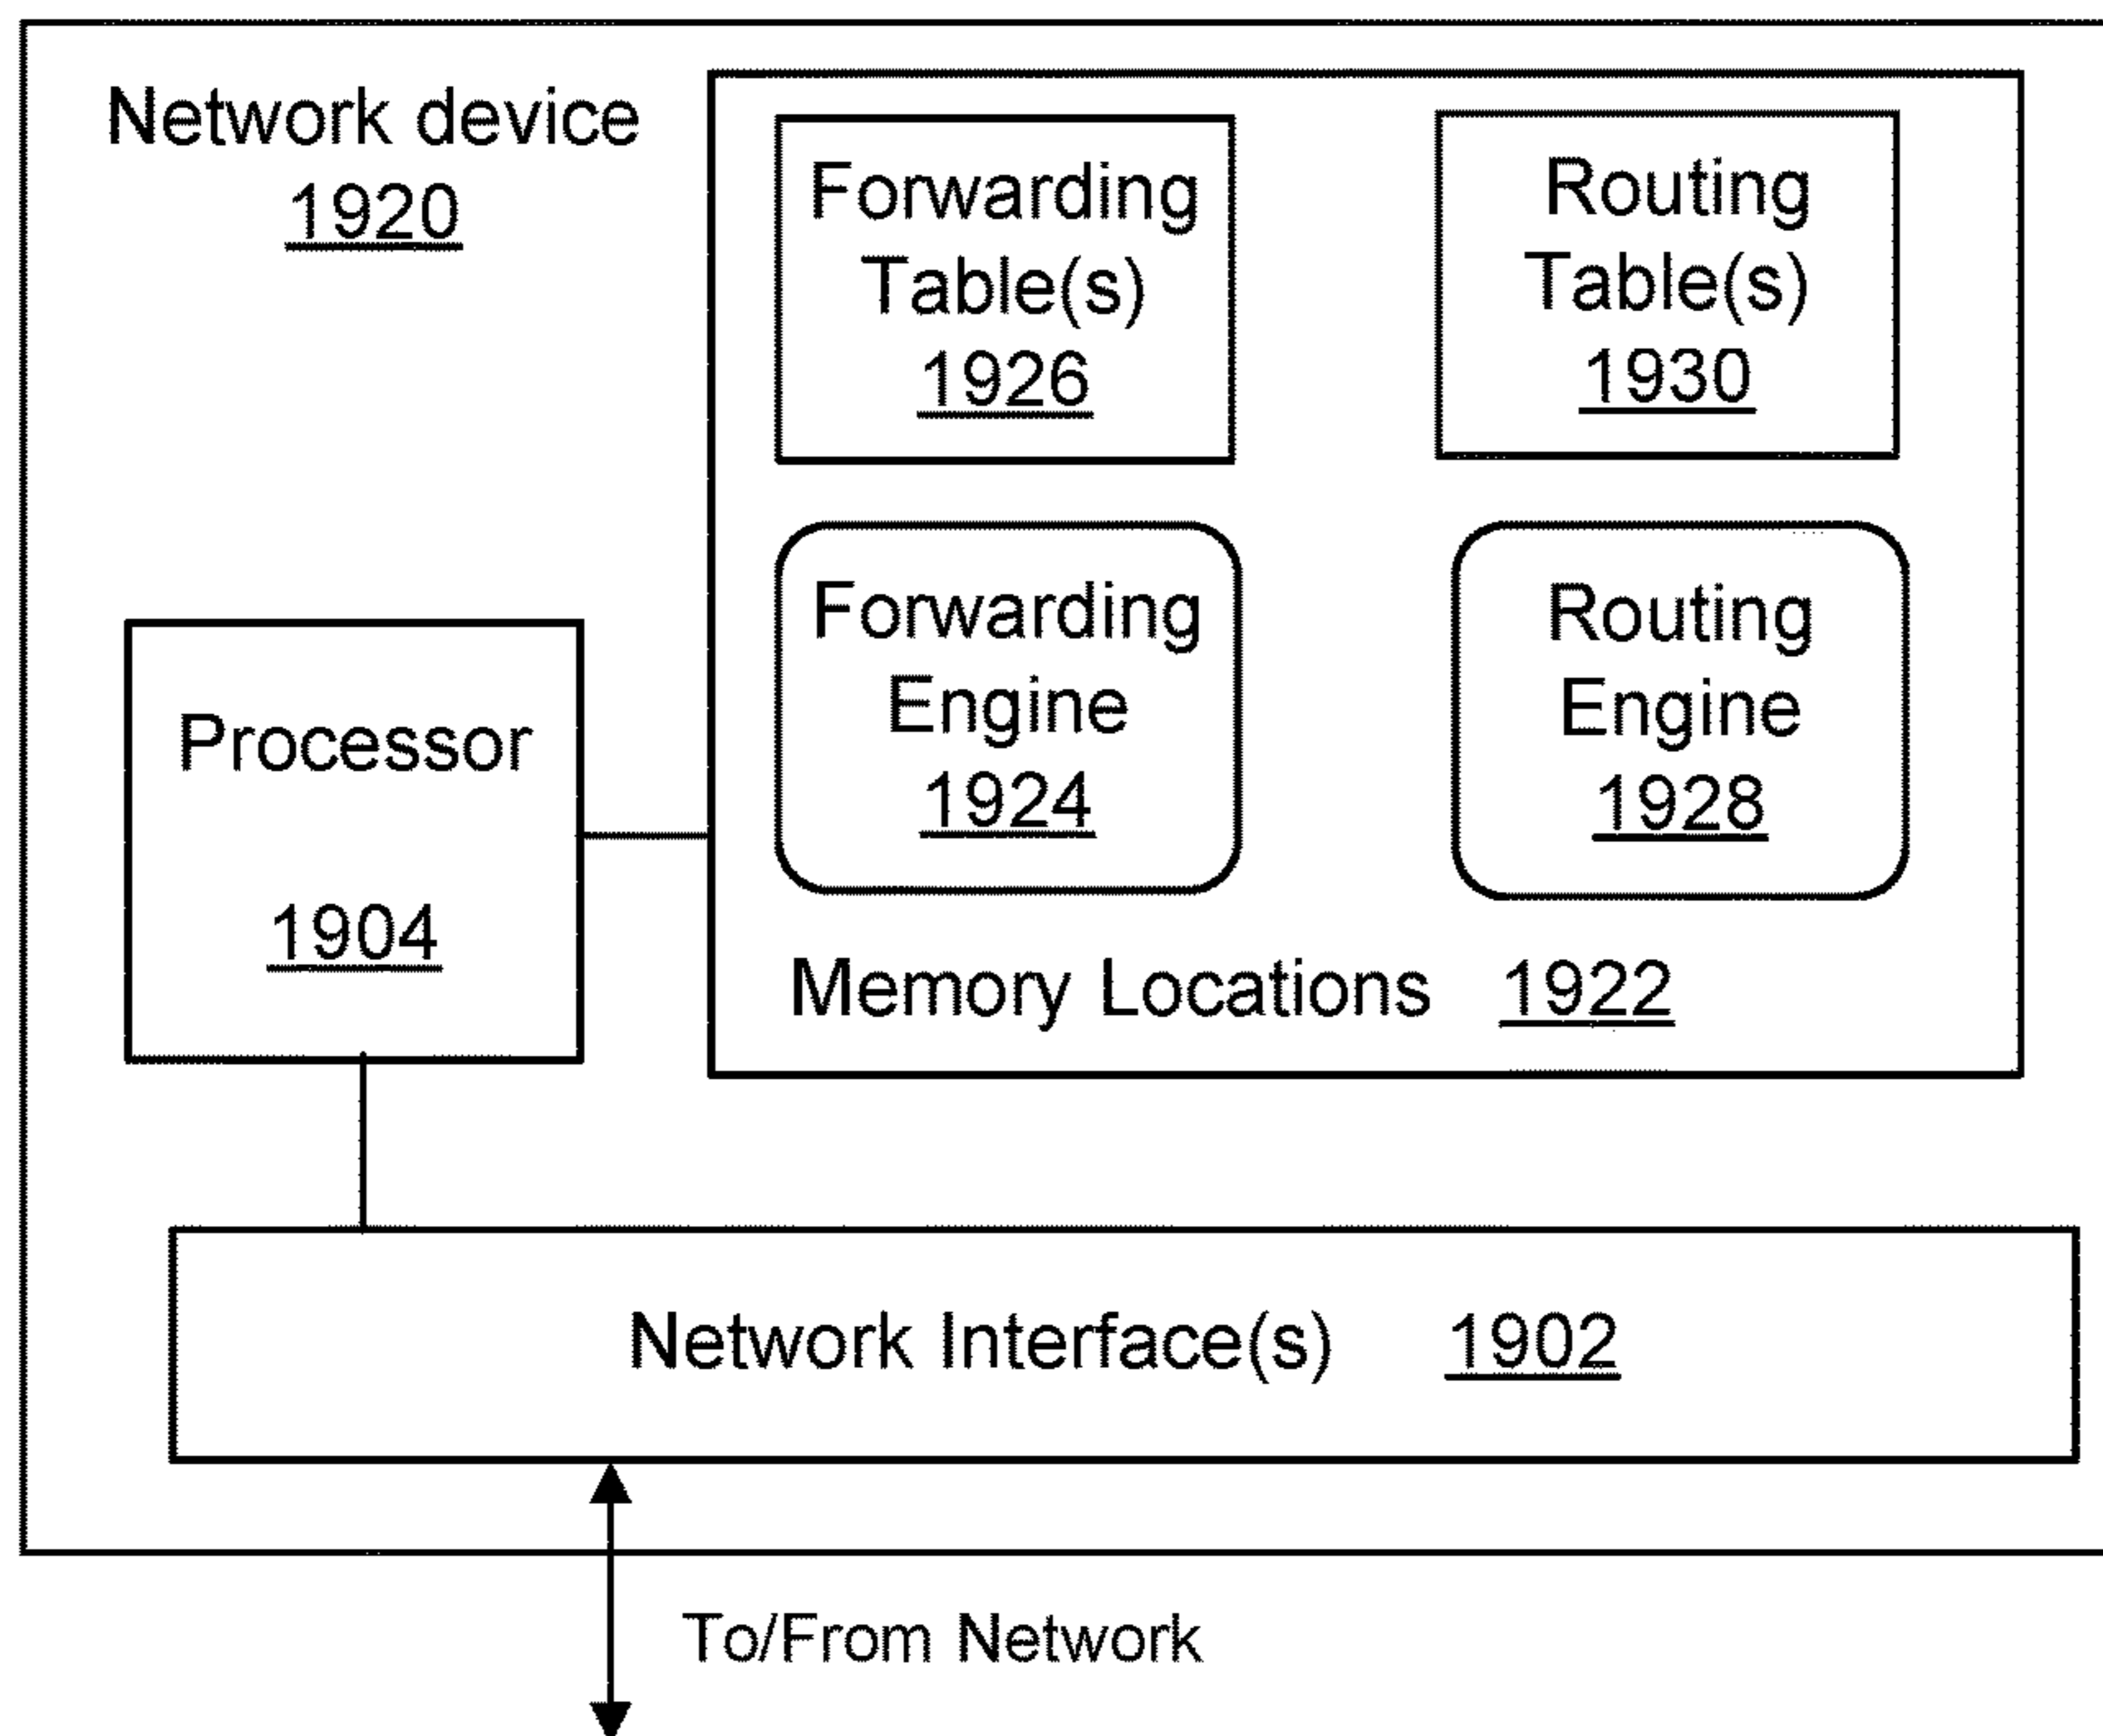 Network device
1920
Forwarding
Table(s)
1926
Routing
Table(s)
1930
Forwarding
Engine
1924
Routing
Engine
1928
Processor
1904
Memory Locations 1922
Network Interface(s) 1902
To/From Network